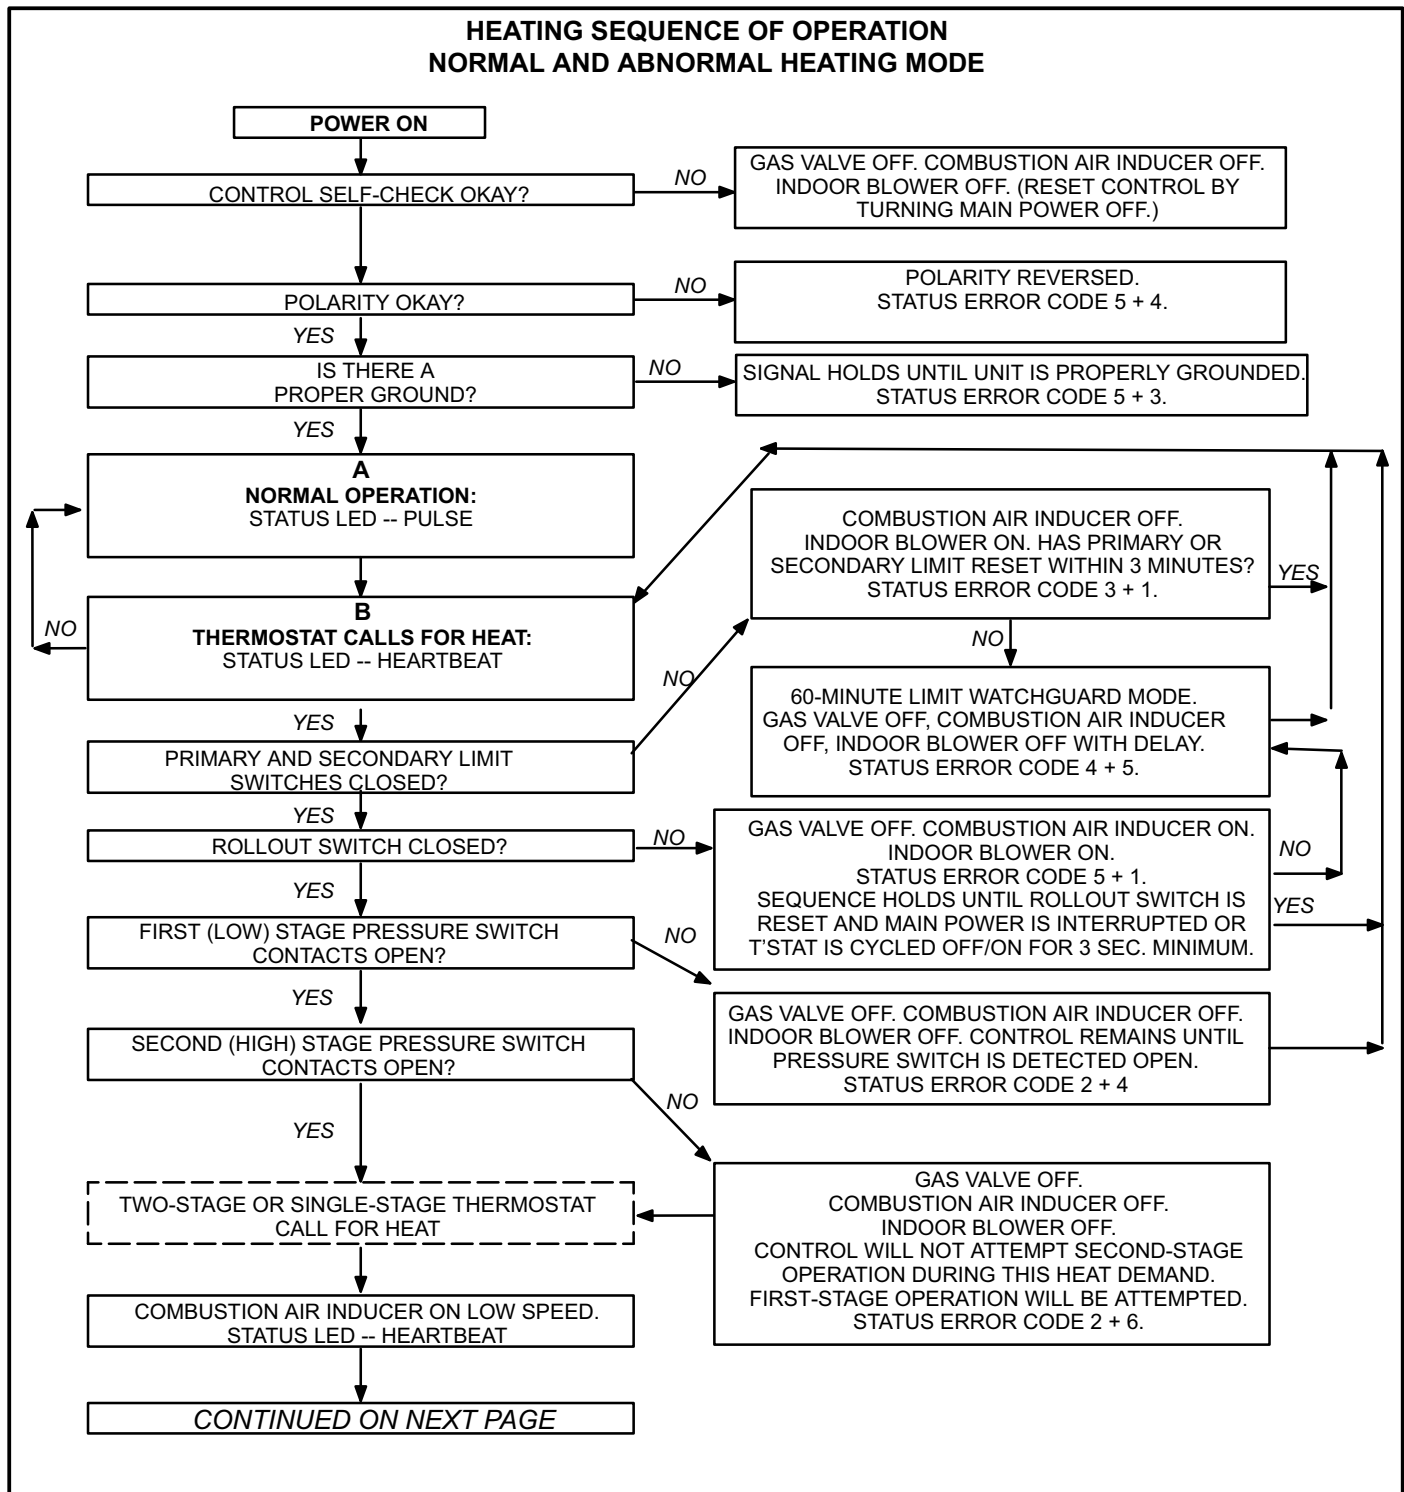 HEATING SEQUENCE OF OPERATION
NORMAL AND ABNORMAL HEATING MODE
POWER ON
CONTROL SELF-CHECK OKAY?
NO
GAS VALVE OFF. COMBUSTION AIR INDUCER OFF.
INDOOR BLOWER OFF. (RESET CONTROL BY
TURNING MAIN POWER OFF.)
POLARITY OKAY?
NO
POLARITY REVERSED.
STATUS ERROR CODE 5 + 4.
YES
IS THERE A
PROPER GROUND?
NO
SIGNAL HOLDS UNTIL UNIT IS PROPERLY GROUNDED.
STATUS ERROR CODE 5 + 3.
YES
A
NORMAL OPERATION:
STATUS LED -- PULSE
COMBUSTION AIR INDUCER OFF.
INDOOR BLOWER ON. HAS PRIMARY OR
SECONDARY LIMIT RESET WITHIN 3 MINUTES?
STATUS ERROR CODE 3 + 1.
YES
NO
B
THERMOSTAT CALLS FOR HEAT:
STATUS LED -- HEARTBEAT
NO
NO
60-MINUTE LIMIT WATCHGUARD MODE.
GAS VALVE OFF, COMBUSTION AIR INDUCER
OFF, INDOOR BLOWER OFF WITH DELAY.
STATUS ERROR CODE 4 + 5.
YES
PRIMARY AND SECONDARY LIMIT
SWITCHES CLOSED?
YES
ROLLOUT SWITCH CLOSED?
NO
GAS VALVE OFF. COMBUSTION AIR INDUCER ON.
INDOOR BLOWER ON.
STATUS ERROR CODE 5 + 1.
SEQUENCE HOLDS UNTIL ROLLOUT SWITCH IS
RESET AND MAIN POWER IS INTERRUPTED OR
T'STAT IS CYCLED OFF/ON FOR 3 SEC. MINIMUM.
NO
YES
YES
FIRST (LOW) STAGE PRESSURE SWITCH
CONTACTS OPEN?
NO
GAS VALVE OFF. COMBUSTION AIR INDUCER OFF.
INDOOR BLOWER OFF. CONTROL REMAINS UNTIL
PRESSURE SWITCH IS DETECTED OPEN.
STATUS ERROR CODE 2 + 4
YES
SECOND (HIGH) STAGE PRESSURE SWITCH
CONTACTS OPEN?
NO
YES
GAS VALVE OFF.
COMBUSTION AIR INDUCER OFF.
INDOOR BLOWER OFF.
CONTROL WILL NOT ATTEMPT SECOND-STAGE
OPERATION DURING THIS HEAT DEMAND.
FIRST-STAGE OPERATION WILL BE ATTEMPTED.
STATUS ERROR CODE 2 + 6.
TWO-STAGE OR SINGLE-STAGE THERMOSTAT
CALL FOR HEAT
COMBUSTION AIR INDUCER ON LOW SPEED.
STATUS LED -- HEARTBEAT
CONTINUED ON NEXT PAGE